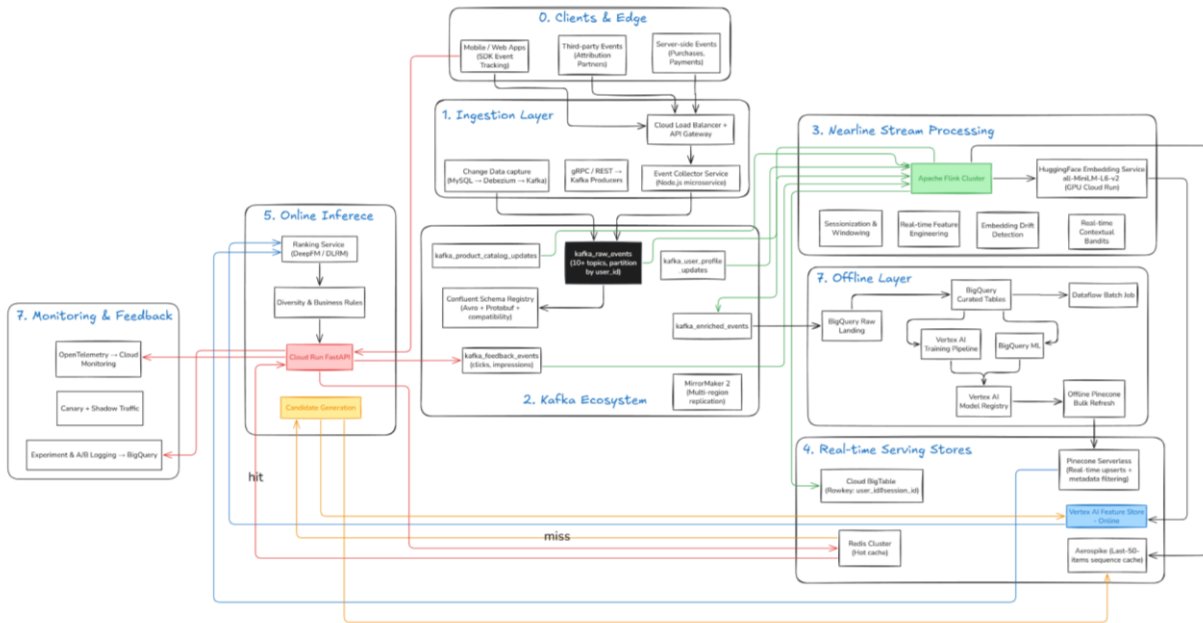 0. Clients & Edge
Mobile / Web Apps
(SDK Event
Tracking)
Third-party Events
(Attribution
Partners)
Server-side Events
(Purchases,
Payments)
1. Ingestion Layer
Cloud Load Balancer +
API Gateway
Change Data capture
(MySQL → Debezium → Kafka)
gRPC / REST →
Kafka Producers
Event Collector Service
(Node.js microservice)
3. Nearline Stream Processing
Apache Flink Cluster
HuggingFace Embedding Service
all-MiniLM-L6-v2
(GPU Cloud Run)
Sessionization &
Windowing
Real-time Feature
Engineering
Embedding Drift
Detection
Real-time
Contextual
Bandits
5. Online Inferece
Ranking Service
(DeepFM / DLRM)
Diversity & Business Rules
Cloud Run FastAPI
Candidate Generation
kafka_product_catalog_updates
kafka_raw_events
(10+ topics, partition
by user_id)
kafka_user_profile
_updates
Confluent Schema Registry
(Avro + Protobuf +
compatibility)
kafka_enriched_events
kafka_feedback_events
(clicks, impressions)
MirrorMaker 2
(Multi-region
replication)
2. Kafka Ecosystem
7. Offline Layer
BigQuery
Curated Tables
Dataflow Batch Job
BigQuery Raw
Landing
Vertex AI
Training Pipeline
BigQuery ML
Vertex AI
Model Registry
Offline Pinecone
Bulk Refresh
7. Monitoring & Feedback
OpenTelemetry → Cloud
Monitoring
Canary + Shadow Traffic
Experiment & A/B Logging → BigQuery
4. Real-time Serving Stores
Pinecone Serverless
(Real-time upserts +
metadata filtering)
Cloud BigTable
(Rowkey: user_id#session_id)
Vertex AI Feature Store
- Online
Redis Cluster
(Hot cache)
Aerospike (Last-50-
items sequence cache)
hit
miss